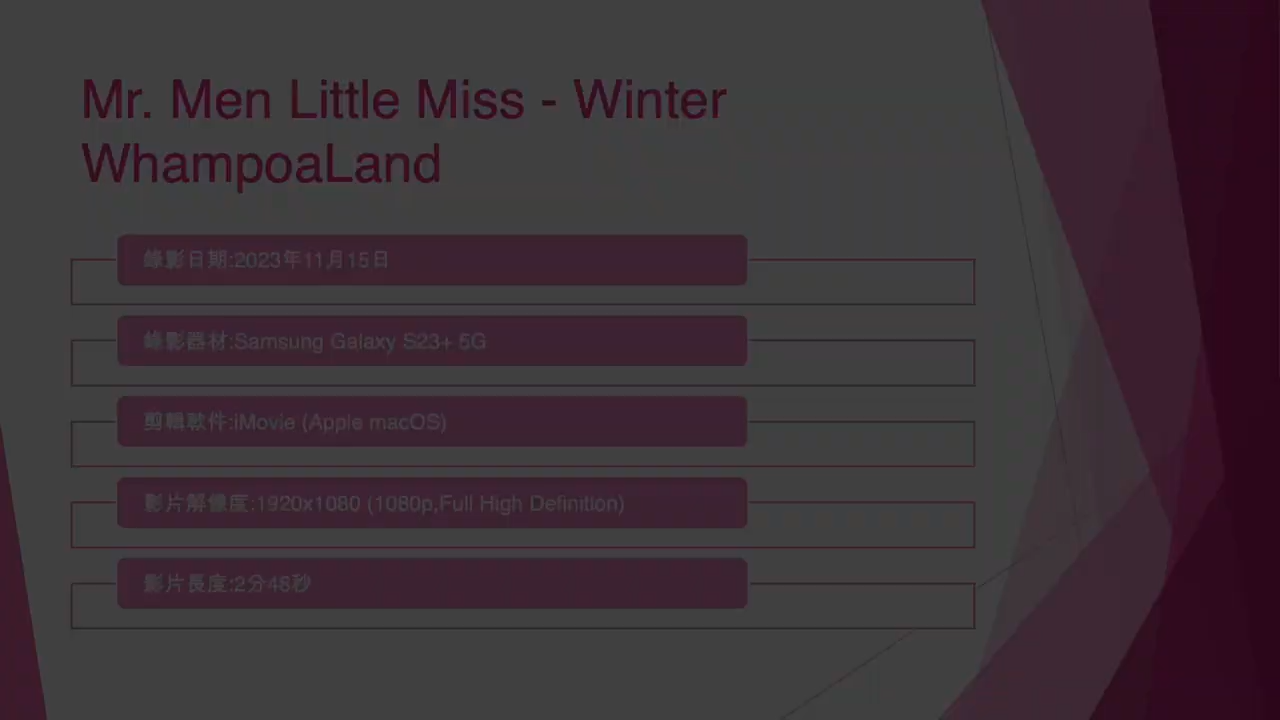 Mr. Men Little Miss - Winter
WhampoaLand
錄影日期:2023年11月15日
錄影器材:Samsung Galaxy S23+ 5G
剪輯軟件:iMovie (Apple macOS)
影片解像度:1920x1080 (1080p,Full High Definition)
影片長度:2分48秒